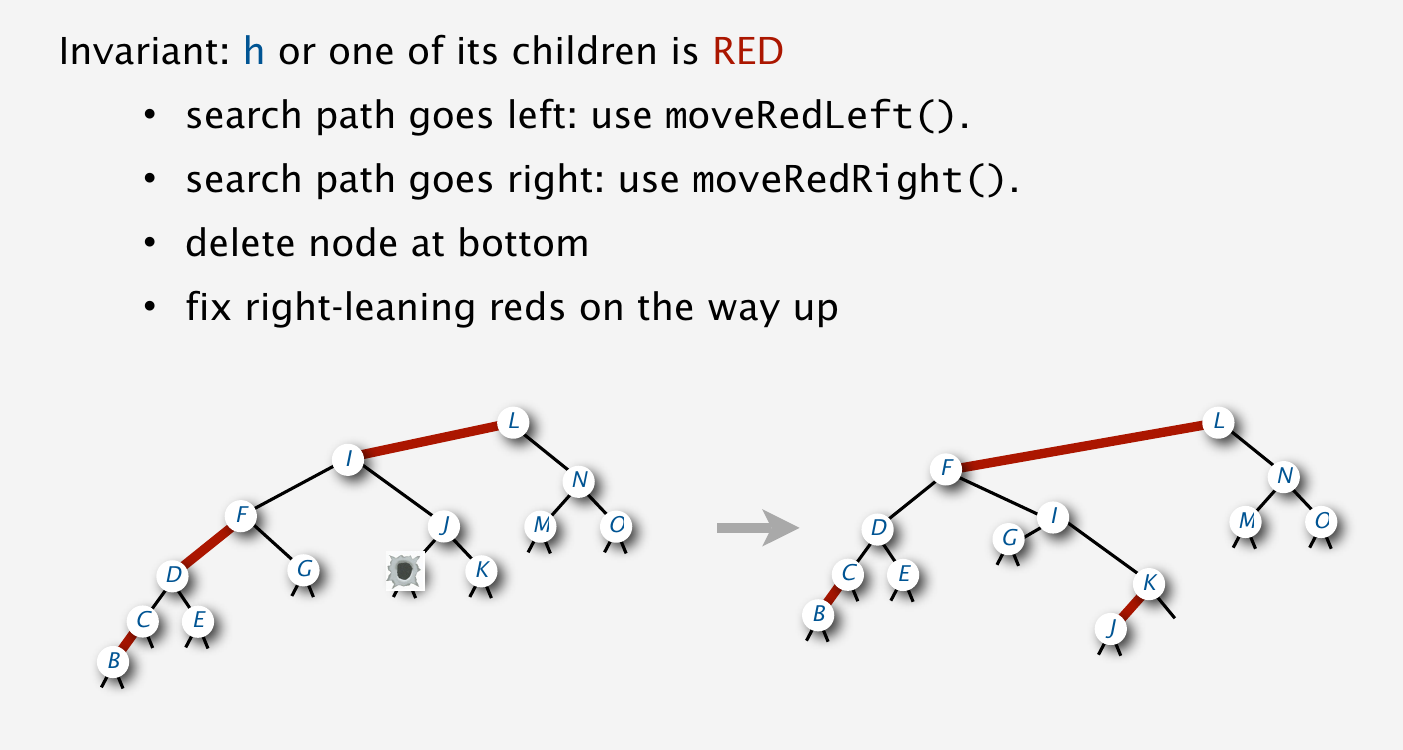 Invariant: h or one of its children is RED
• search path goes left: use moveRedLeft().
• search path goes right: use moveRedRight().
• delete node at bottom
• fix right-leaning reds on the way up
L
I
N
F
J
M
O
D
G
K
C
E
B
L
F
N
D
I
M
O
G
C
E
K
B
J